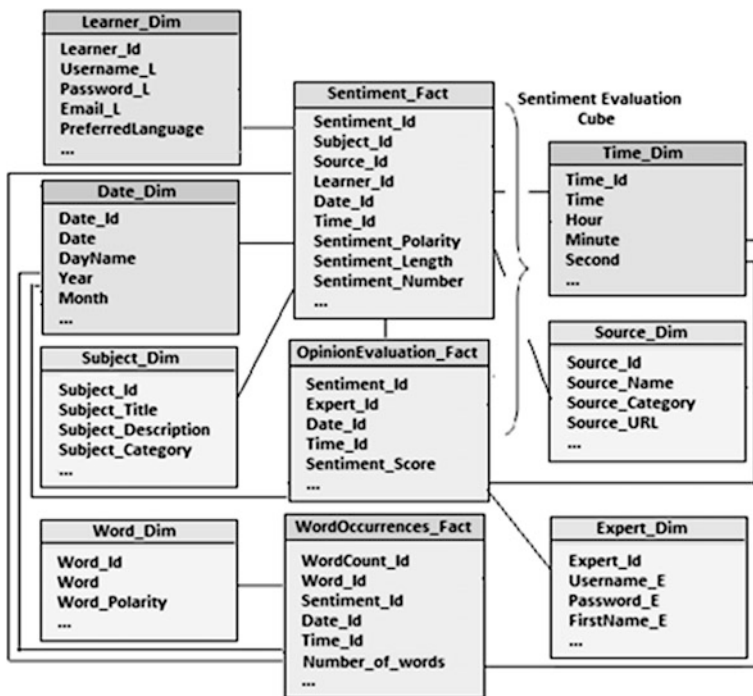 Learner_Dim
Learner_Id
Username_L
Password_L
Email_L
PreferredLanguage
...
Date_Dim
Date_Id
Date
DayName
Year
Month
...
Subject_Dim
Subject_Id
Subject_Title
Subject_Description
Subject_Category
...
Word_Dim
Word_Id
Word
Word_Polarity
...
Sentiment_Fact
Sentiment_Id
Subject_Id
Source_Id
Learner_Id
Date_Id
Time_Id
Sentiment_Polarity
Sentiment_Length
Sentiment_Number
...
OpinionEvaluation_Fact
Sentiment_Id
Expert_Id
Date_Id
Time_Id
Sentiment_Score
...
WordOccurrences_Fact
WordCount_Id
Word_Id
Sentiment_Id
Date_Id
Time_Id
Number_of_words
...
Sentiment Evaluation
Cube
Time_Dim
Time_Id
Time
Hour
Minute
Second
...
Source_Dim
Source_Id
Source_Name
Source_Category
Source_URL
...
Expert_Dim
Expert_Id
Username_E
Password_E
FirstName_E
...